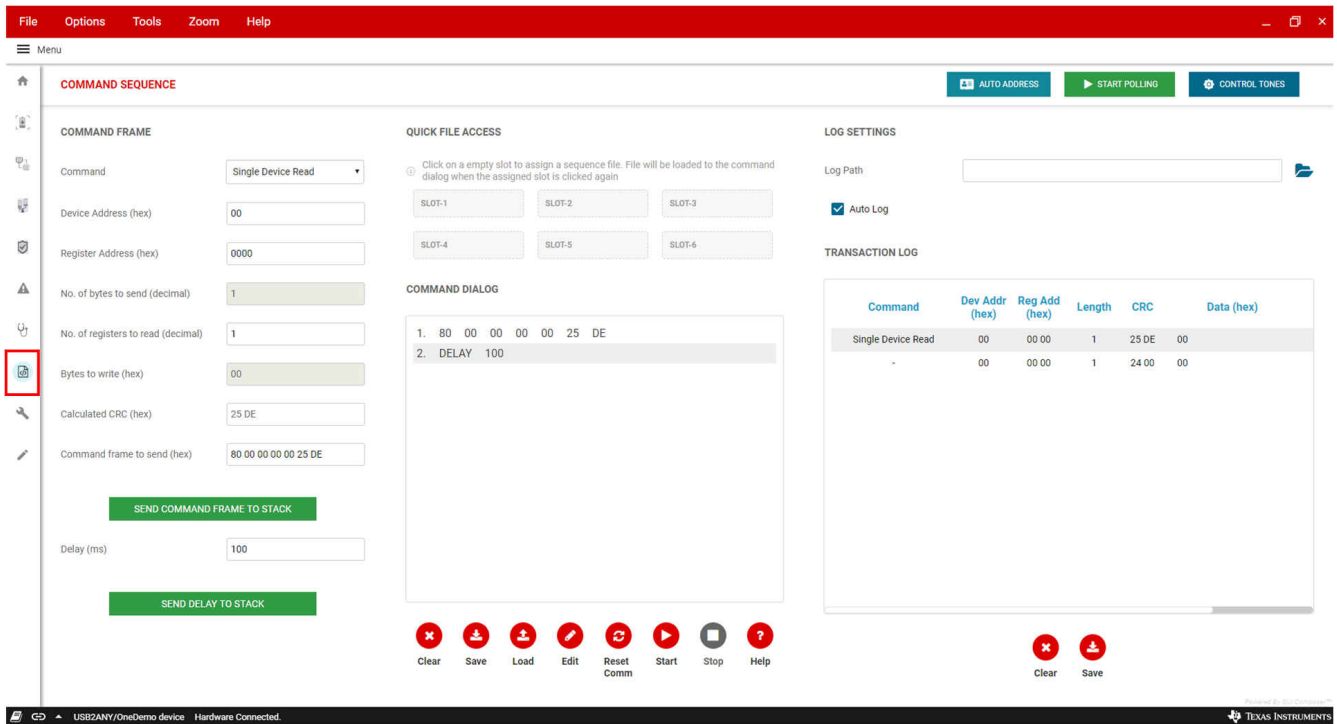 File Options Tools Zoom Help
Menu
COMMAND SEQUENCE
AUTO ADDRESS
START POLLING
CONTROL TONES
COMMAND FRAME
Command Single Device Read
Device Address (hex) 00
Register Address (hex) 0000
No. of bytes to send (decimal) 1
No. of registers to read (decimal) 1
Bytes to write (hex) 00
Calculated CRC (hex) 25 DE
Command frame to send (hex) 80 00 00 00 00 25 DE
SEND COMMAND FRAME TO STACK
Delay (ms) 100
SEND DELAY TO STACK
QUICK FILE ACCESS
Click on a empty slot to assign a sequence file. File will be loaded to the command
dialog when the assigned slot is clicked again
SLOT-1 SLOT-2 SLOT-3
SLOT-4 SLOT-5 SLOT-6
COMMAND DIALOG
1. 80 00 00 00 00 25 DE
2. DELAY 100
Clear Save Load Edit Reset Comm Start Stop Help
LOG SETTINGS
Log Path
Auto Log
TRANSACTION LOG
Command Dev Addr (hex) Reg Add (hex) Length CRC Data (hex)
Single Device Read 00 00 00 1 25 DE 00
- 00 00 00 1 24 00 00
Clear Save
Powered By GUI Composer™
USB2ANY/OneDemo device Hardware Connected.
TEXAS INSTRUMENTS